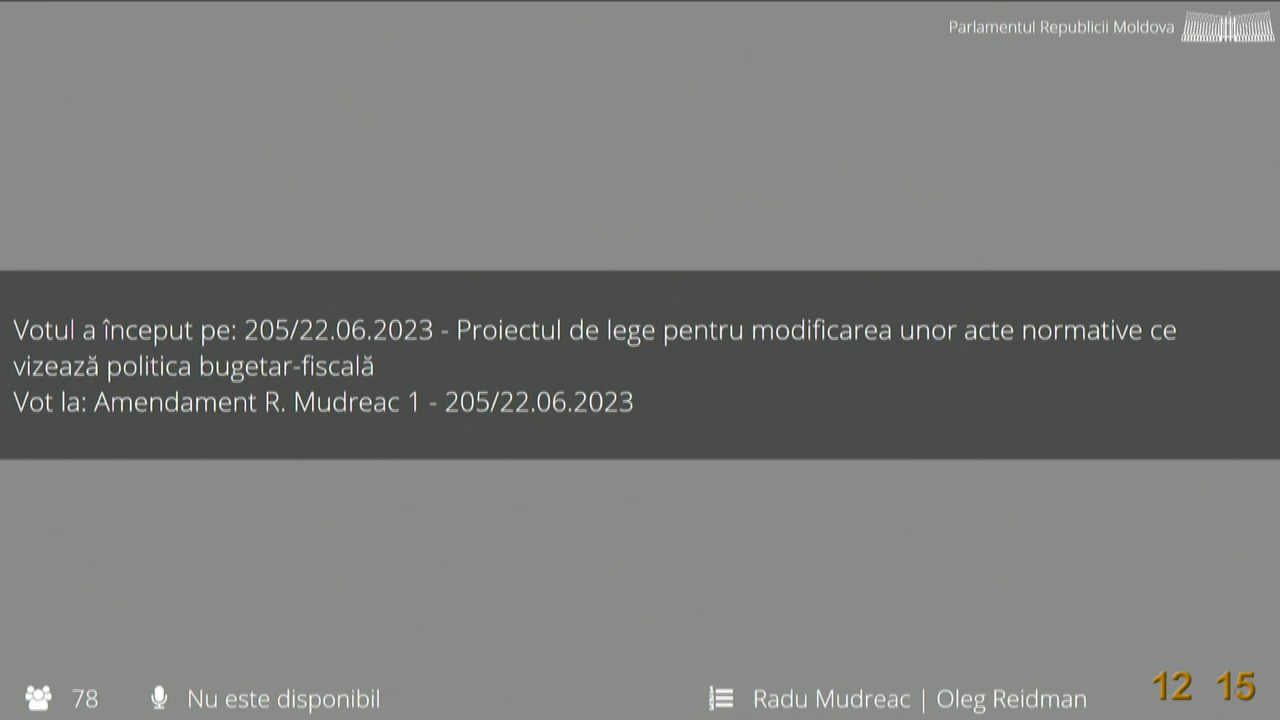 Parlamentul Republicii Moldova
Votul a început pe: 205/22.06.2023 - Proiectul de lege pentru modificarea unor acte normative ce
vizează politica bugetar-fiscală
Vot la: Amendament R. Mudreac 1 - 205/22.06.2023
78 Nu este disponibil Radu Mudreac | Oleg Reidman 12 15